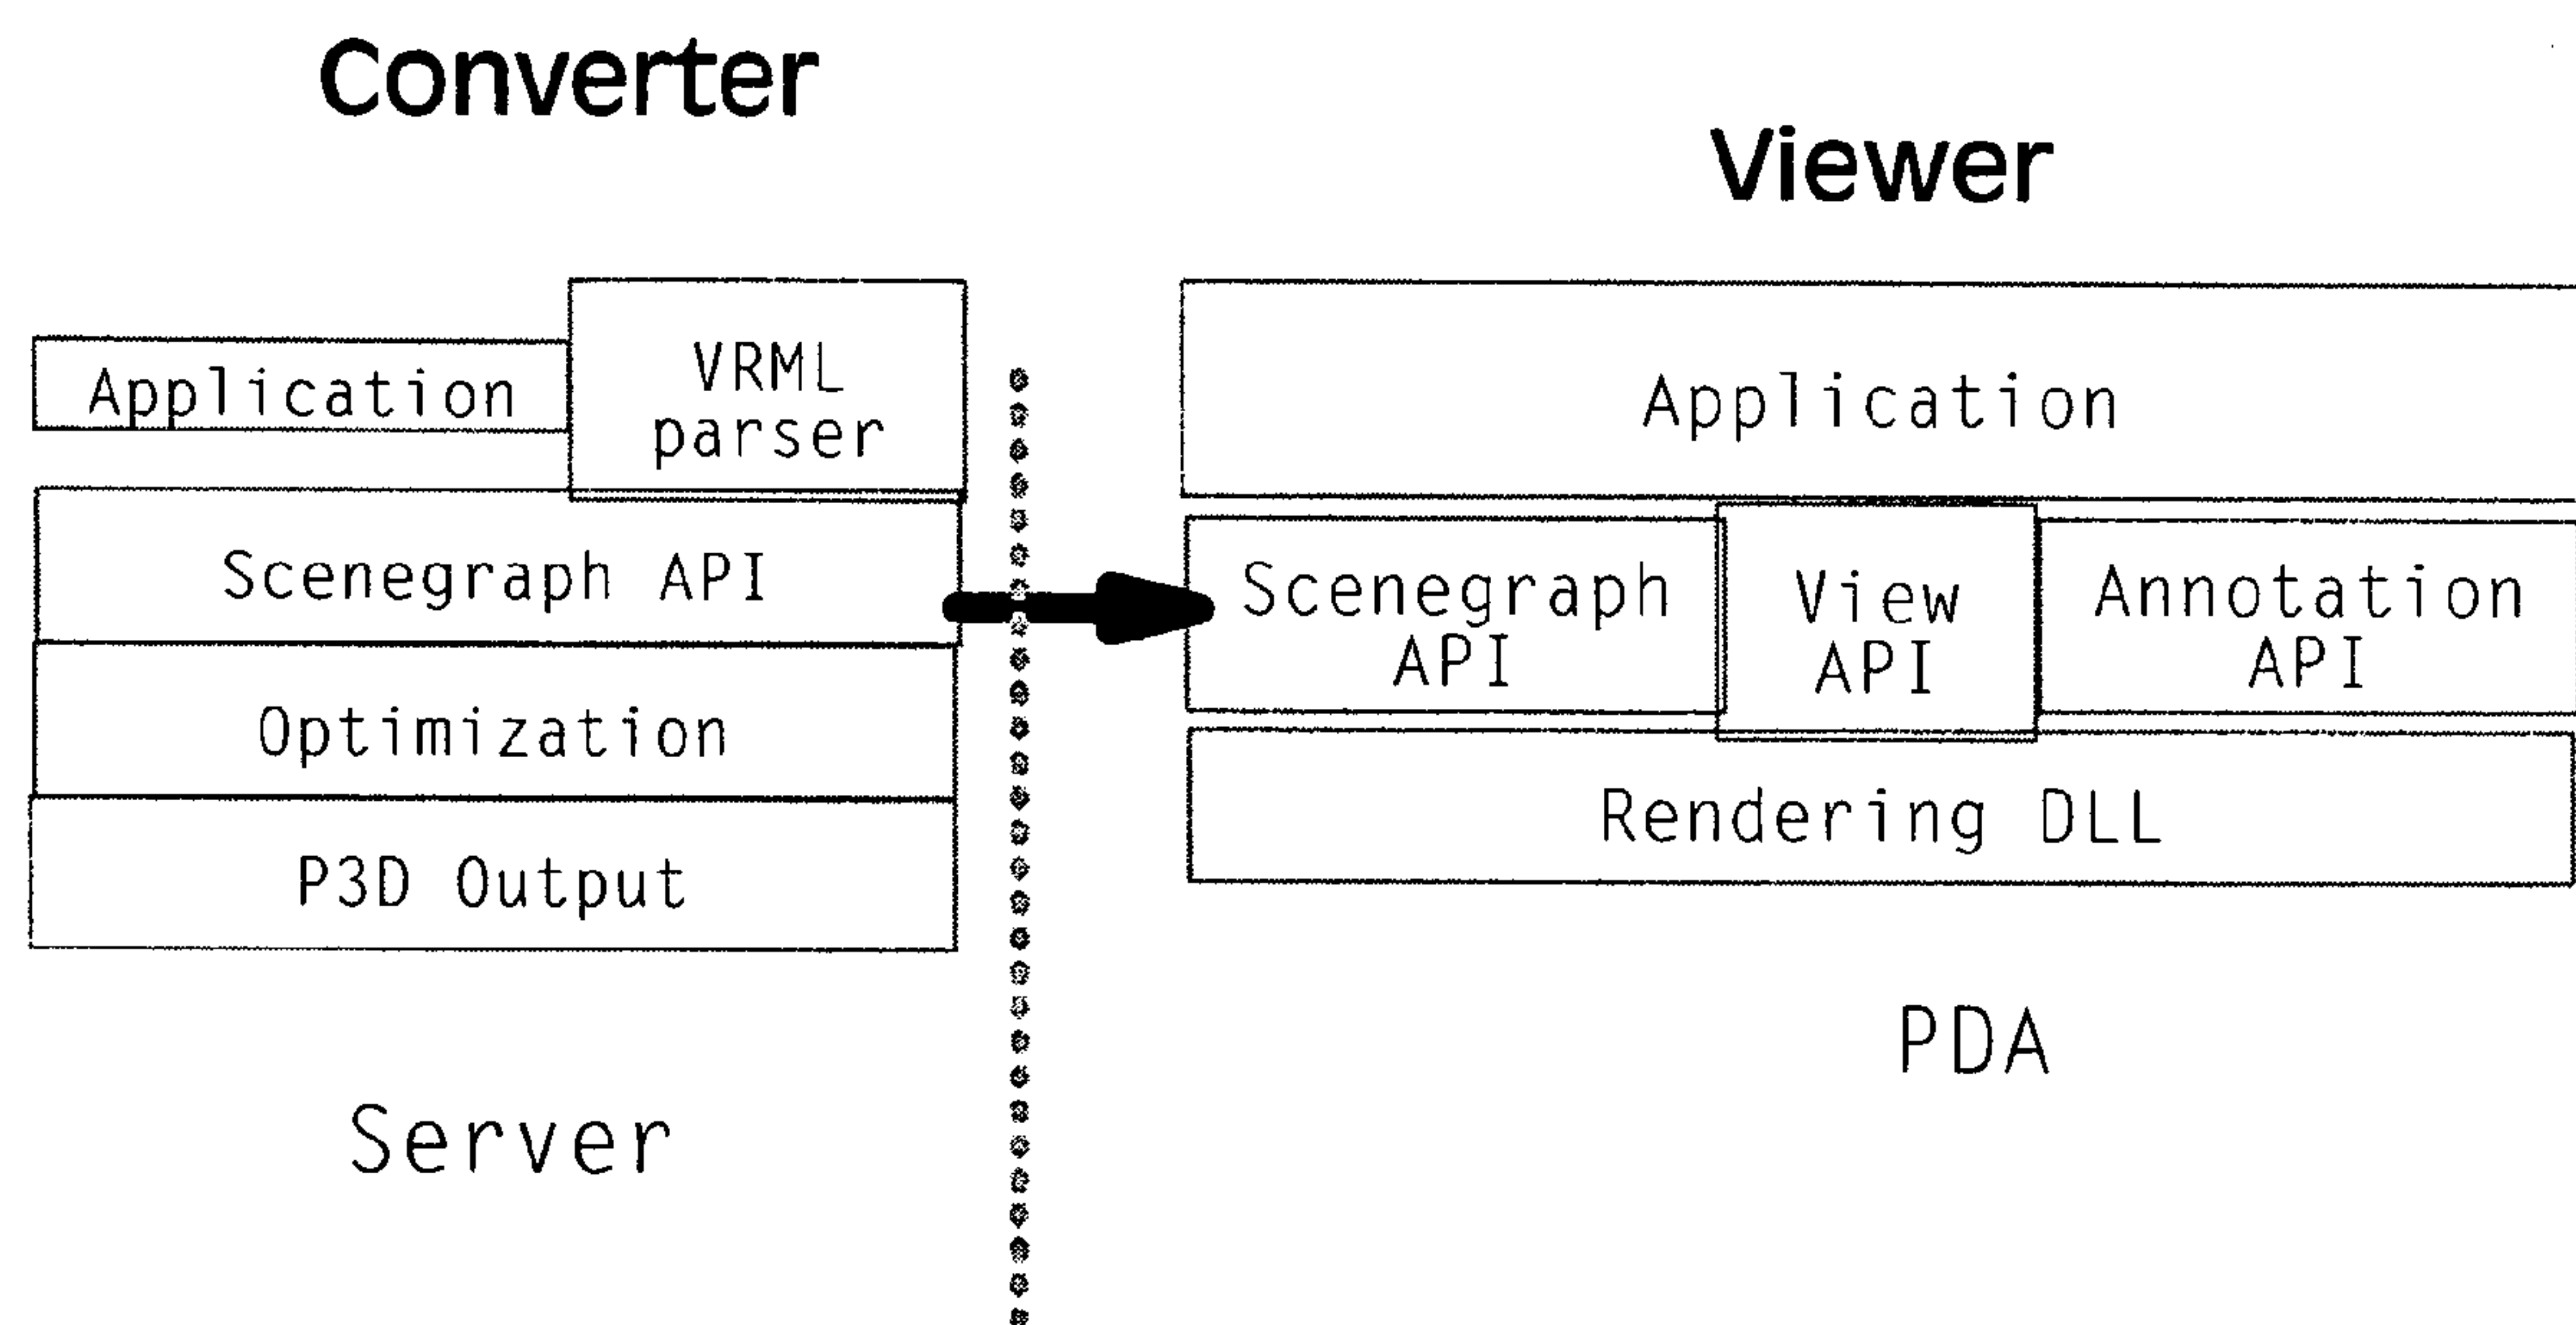 Converter
Application
VRML
parser
Scenegraph API
Optimization
P3D Output
Server
Viewer
Application
Scenegraph
API
View
API
Annotation
API
Rendering DLL
PDA